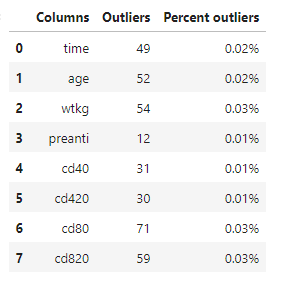 Columns Outliers Percent outliers
0 time 49 0.02%
1 age 52 0.02%
2 wtkg 54 0.03%
3 preanti 12 0.01%
4 cd40 31 0.01%
5 cd420 30 0.01%
6 cd80 71 0.03%
7 cd820 59 0.03%